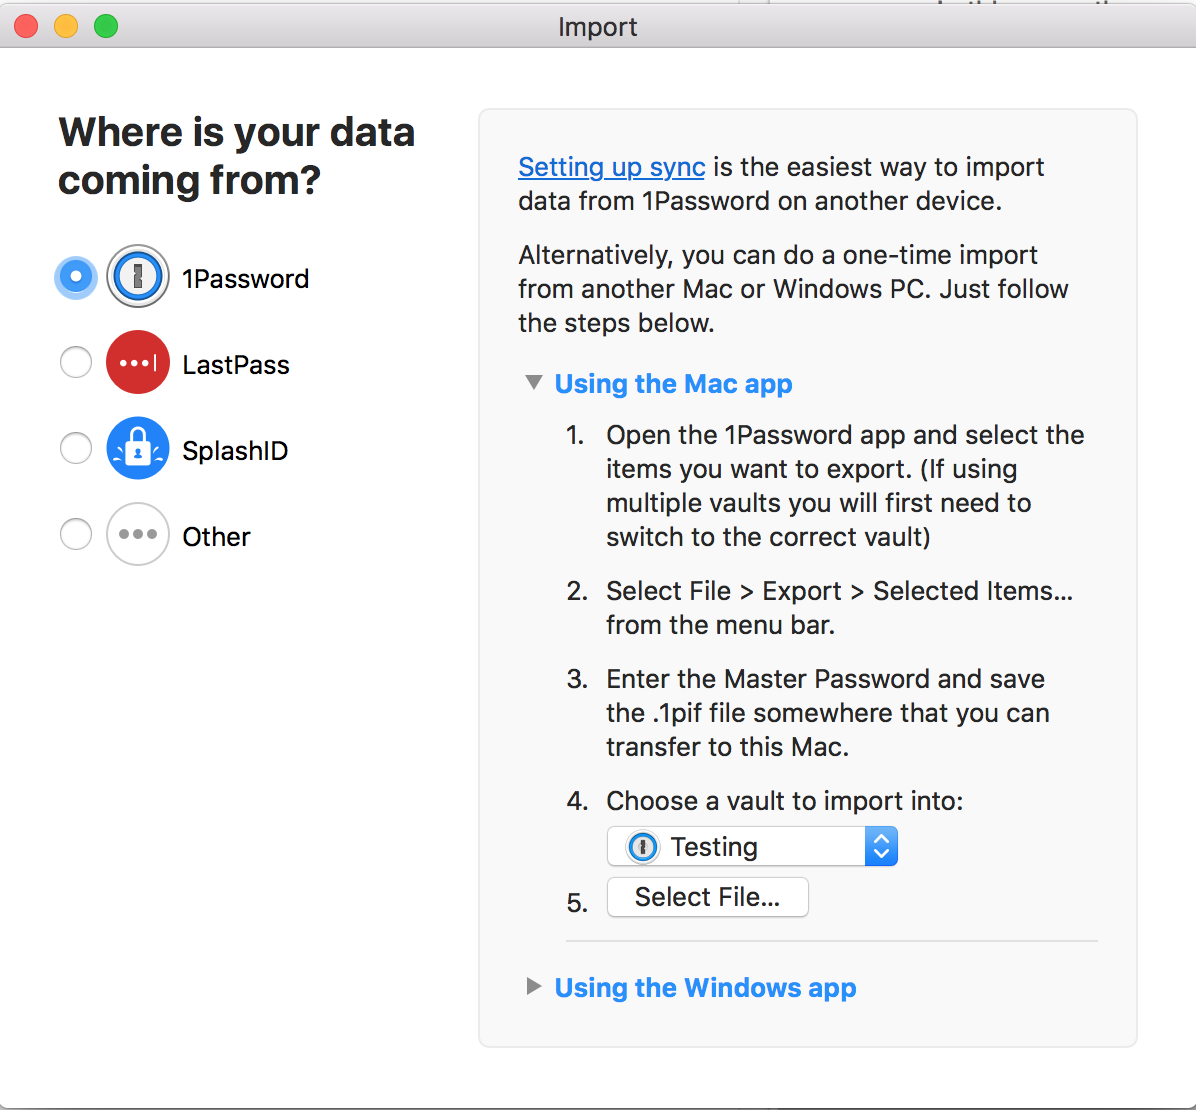 Import
Where is your data
coming from?
1Password
LastPass
SplashID
Other
Setting up sync is the easiest way to import
data from 1Password on another device.
Alternatively, you can do a one-time import
from another Mac or Windows PC. Just follow
the steps below.
Using the Mac app
1. Open the 1Password app and select the
items you want to export. (If using
multiple vaults you will first need to
switch to the correct vault)
2. Select File > Export > Selected Items...
from the menu bar.
3. Enter the Master Password and save
the .1pif file somewhere that you can
transfer to this Mac.
4. Choose a vault to import into:
Testing
5. Select File...
Using the Windows app